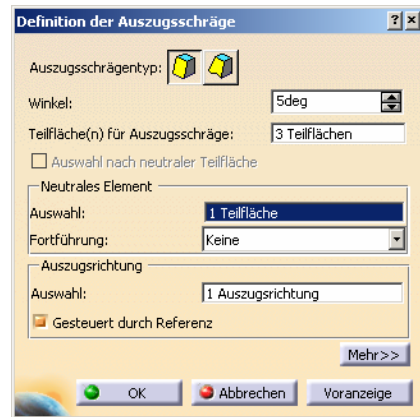 Definition der Auszugsschräge
Auszugsschrägentyp:
Winkel: 5deg
Teilfläche(n) für Auszugsschräge: 3 Teilflächen
Auswahl nach neutraler Teilfläche
Neutrales Element
Auswahl: 1 Teilfläche
Fortführung: Keine
Auszugsrichtung
Auswahl: 1 Auszugsrichtung
Gesteuert durch Referenz
Mehr>>
OK Abbrechen Voranzeige